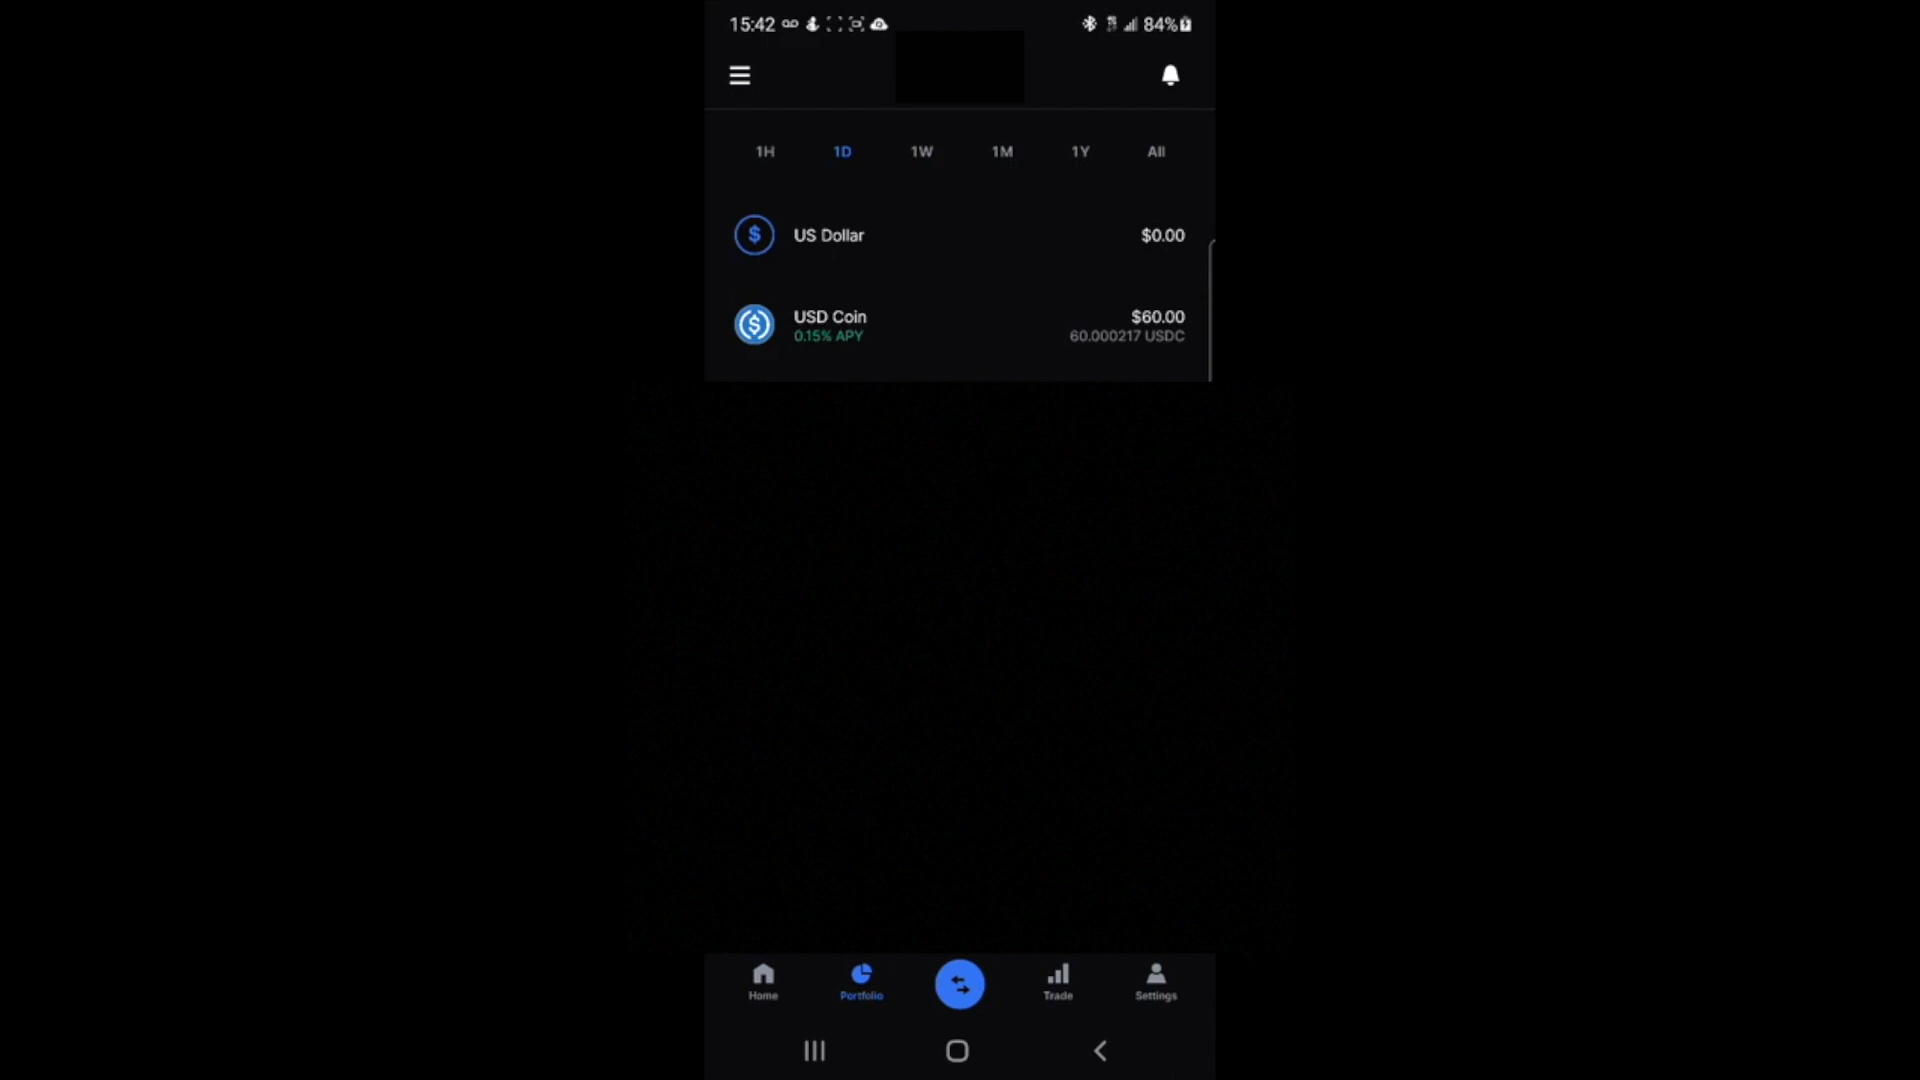 15:42 84%
1H 1D 1W 1M 1Y All
US Dollar $0.00
USD Coin $60.00
0.15% APY 60.000217 USDC
Home Portfolio Trade Settings